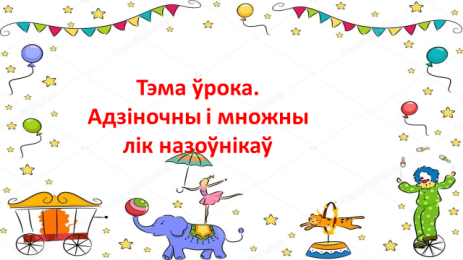 Тэма ўрока.
Адзіночны і множны
лік назоўнікаў